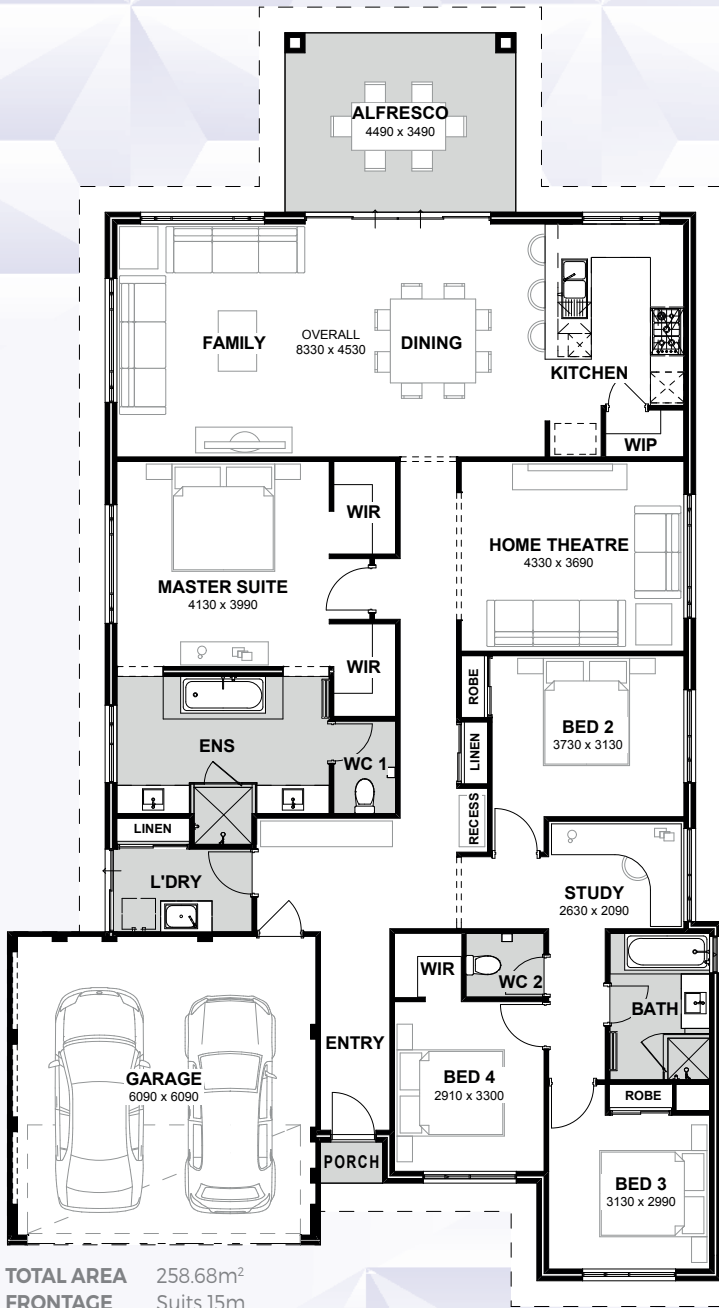 ALFRESCO
4490 x 3490
FAMILY
OVERALL
8330 x 4530
DINING
KITCHEN
WIP
WIR
MASTER SUITE
4130 x 3990
HOME THEATRE
4330 x 3690
WIR
ROBE
BED 2
3730 x 3130
ENS
WC 1
LINEN
LINEN
RECESS
L'DRY
STUDY
2630 x 2090
WIR
WC 2
BATH
ENTRY
GARAGE
6090 x 6090
BED 4
2910 x 3300
ROBE
PORCH
BED 3
3130 x 2990
TOTAL AREA 258.68m²
FRONTAGE Suits 15m